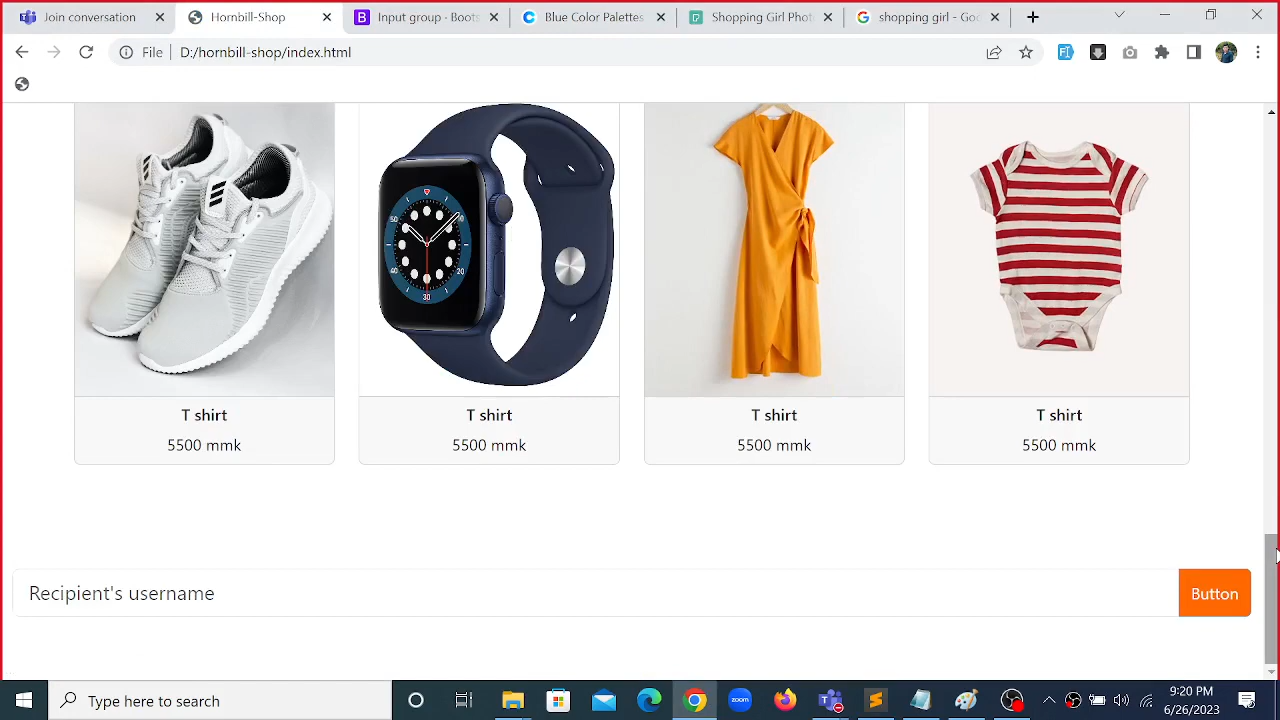 Join conversation
Hornbill-Shop
Input group · Boots
Blue Color Palettes
Shopping Girl Phot
shopping girl - Goo
File
D:/hornbill-shop/index.html
T shirt
5500 mmk
T shirt
5500 mmk
T shirt
5500 mmk
T shirt
5500 mmk
Recipient's username
Button
Type here to search
zoom
9:20 PM
6/26/2023